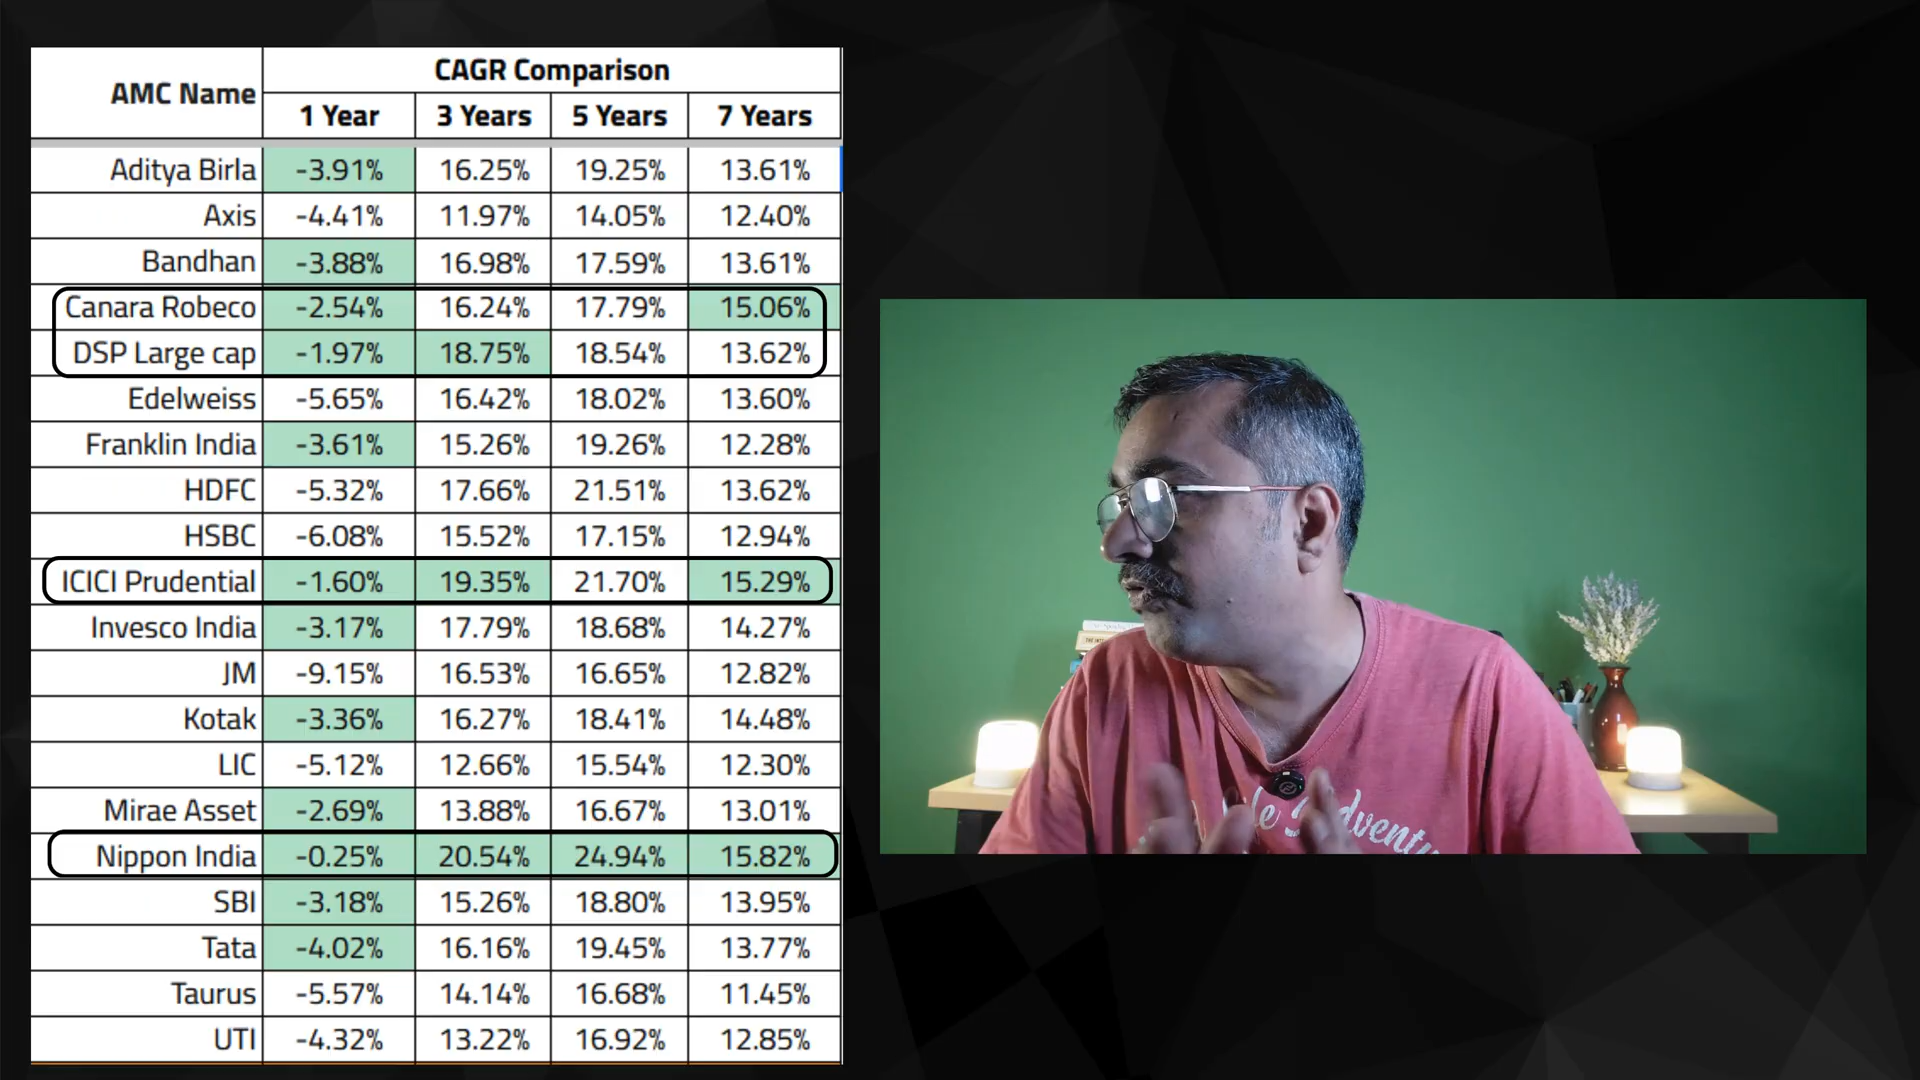 AMC Name
CAGR Comparison
1 Year 3 Years 5 Years 7 Years
Aditya Birla -3.91% 16.25% 19.25% 13.61%
Axis -4.41% 11.97% 14.05% 12.40%
Bandhan -3.88% 16.98% 17.59% 13.61%
Canara Robeco -2.54% 16.24% 17.79% 15.06%
DSP Large cap -1.97% 18.75% 18.54% 13.62%
Edelweiss -5.65% 16.42% 18.02% 13.60%
Franklin India -3.61% 15.26% 19.26% 12.28%
HDFC -5.32% 17.66% 21.51% 13.62%
HSBC -6.08% 15.52% 17.15% 12.94%
ICICI Prudential -1.60% 19.35% 21.70% 15.29%
Invesco India -3.17% 17.79% 18.68% 14.27%
JM -9.15% 16.53% 16.65% 12.82%
Kotak -3.36% 16.27% 18.41% 14.48%
LIC -5.12% 12.66% 15.54% 12.30%
Mirae Asset -2.69% 13.88% 16.67% 13.01%
Nippon India -0.25% 20.54% 24.94% 15.82%
SBI -3.18% 15.26% 18.80% 13.95%
Tata -4.02% 16.16% 19.45% 13.77%
Taurus -5.57% 14.14% 16.68% 11.45%
UTI -4.32% 13.22% 16.92% 12.85%